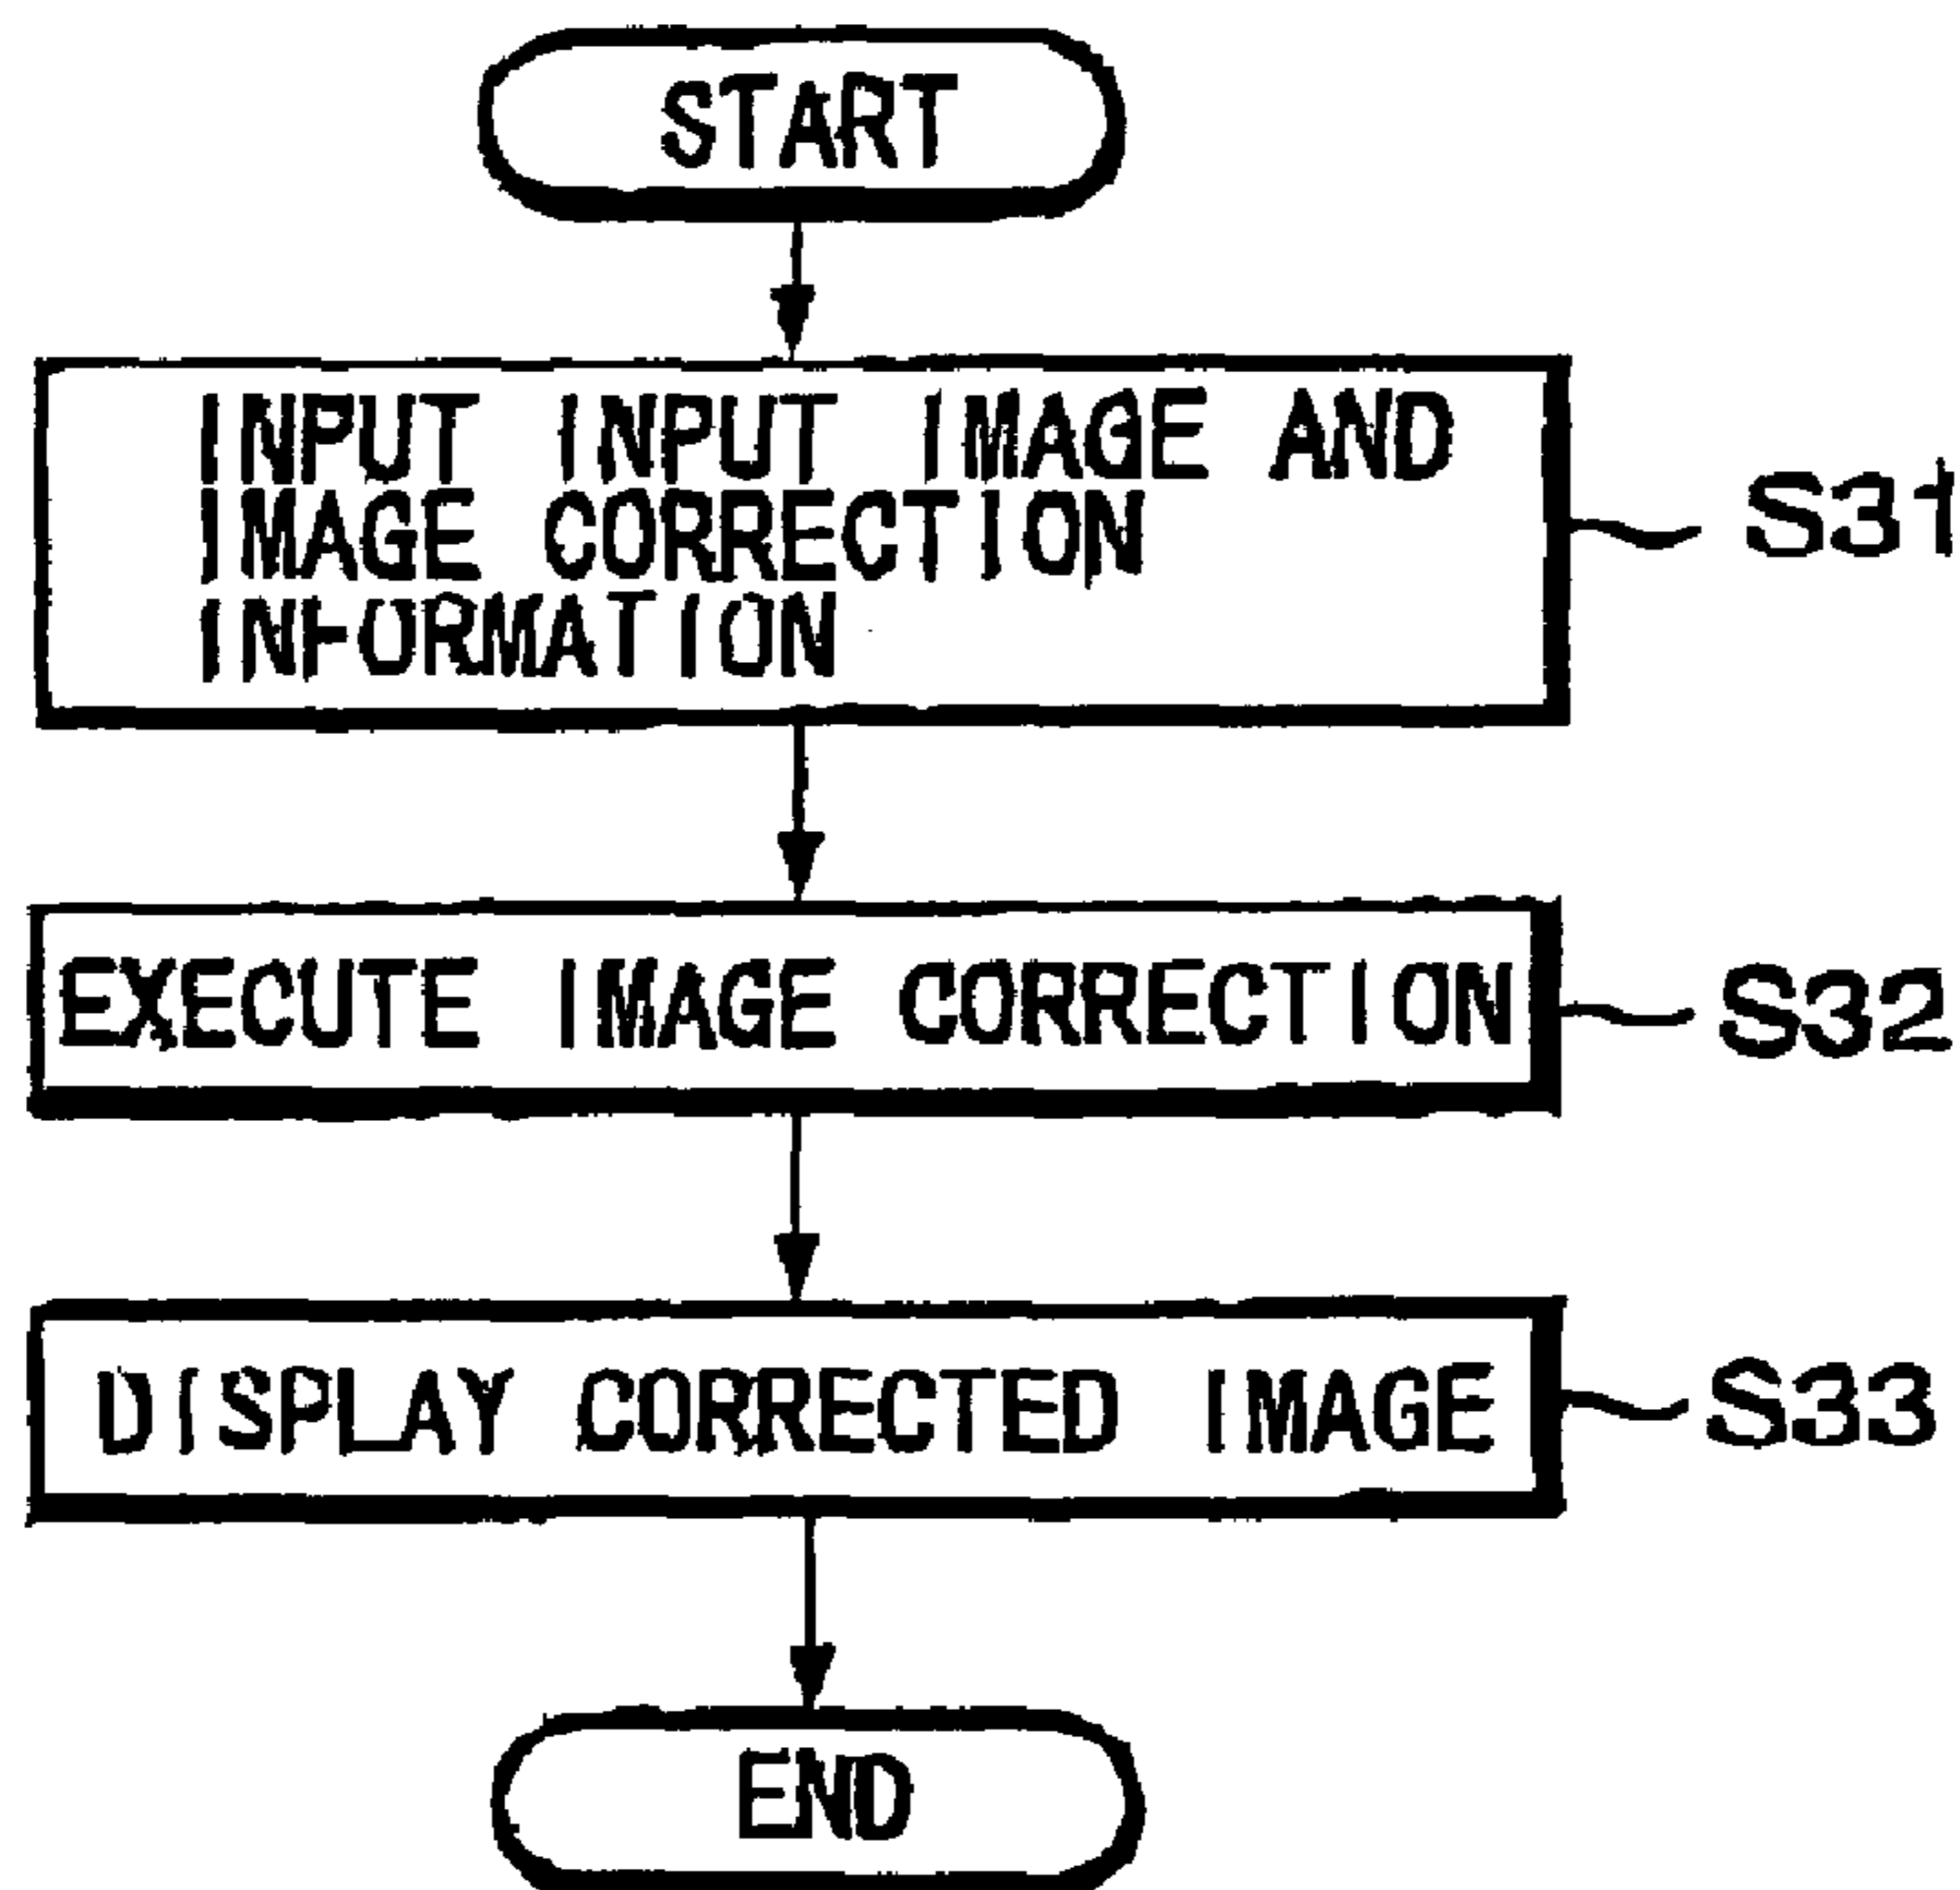 START
INPUT INPUT IMAGE AND
IMAGE CORRECTION
INFORMATION
S31
EXECUTE IMAGE CORRECTION
S32
DISPLAY CORRECTED IMAGE
S33
END